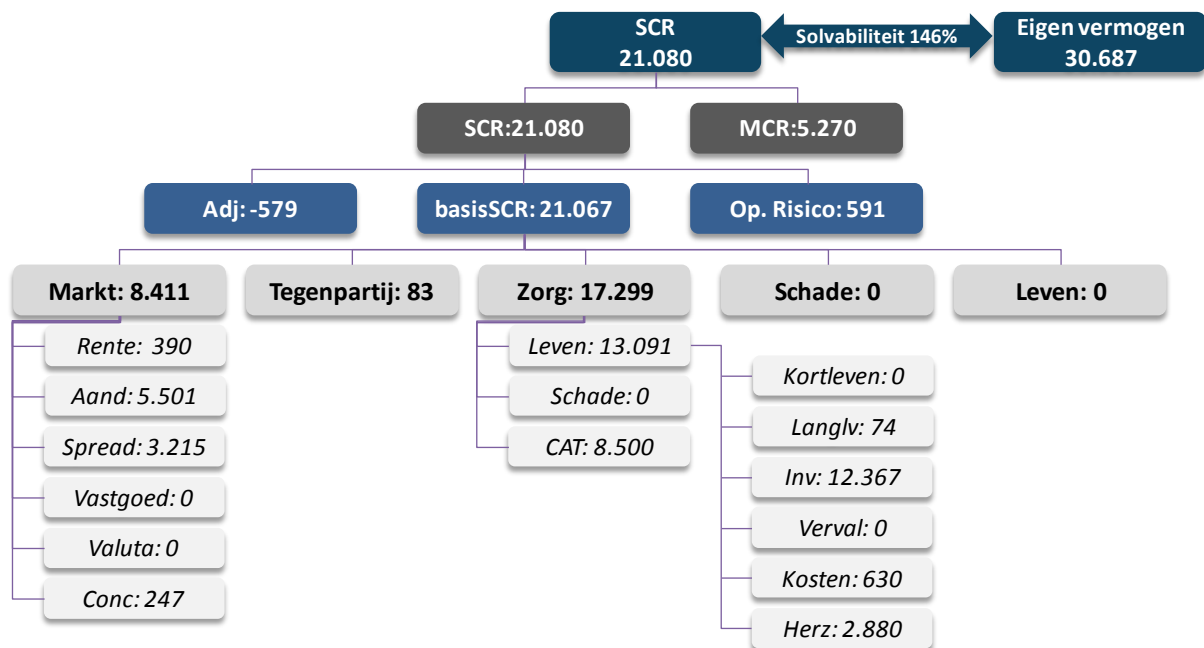 SCR
21.080
Solvabiliteit 146%
Eigen vermogen
30.687
SCR:21.080
MCR:5.270
Adj: -579
basisSCR: 21.067
Op. Risico: 591
Markt: 8.411
Tegenpartij: 83
Zorg: 17.299
Schade: 0
Leven: 0
Rente: 390
Aand: 5.501
Spread: 3.215
Vastgoed: 0
Valuta: 0
Conc: 247
Leven: 13.091
Schade: 0
CAT: 8.500
Kortleven: 0
Langlv: 74
Inv: 12.367
Verval: 0
Kosten: 630
Herz: 2.880